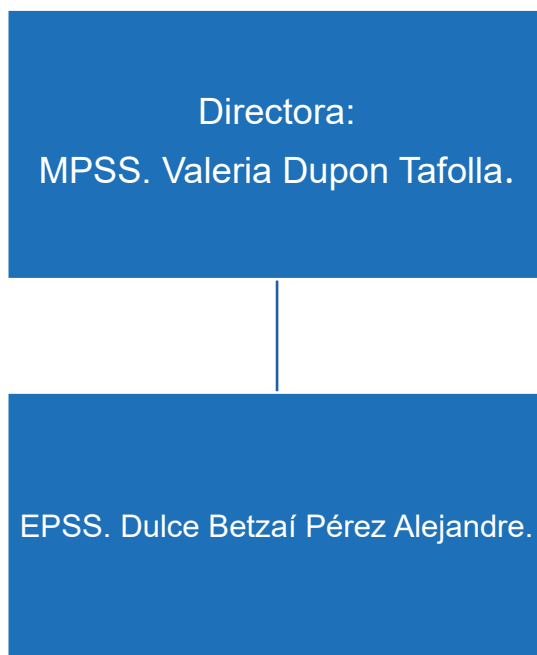 Directora:
MPSS. Valeria Dupon Tafolla.
EPSS. Dulce Betzaí Pérez Alejandre.